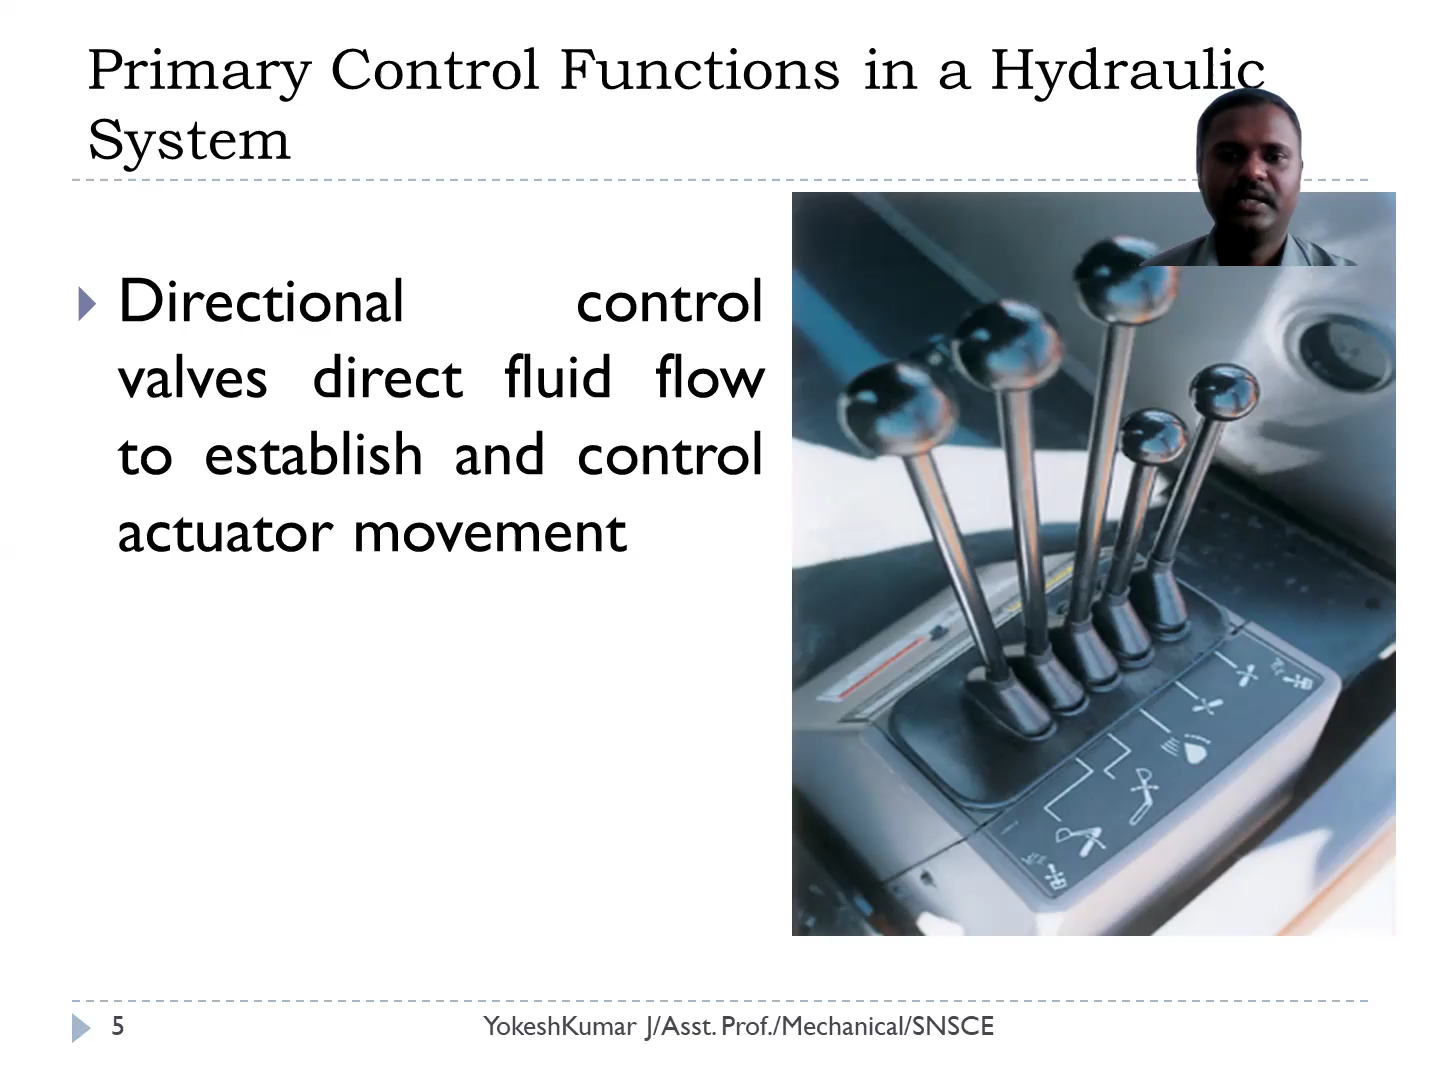 Primary Control Functions in a Hydraulic
System
Directional control
valves direct fluid flow
to establish and control
actuator movement
5 YokeshKumar J/Asst. Prof./Mechanical/SNSCE